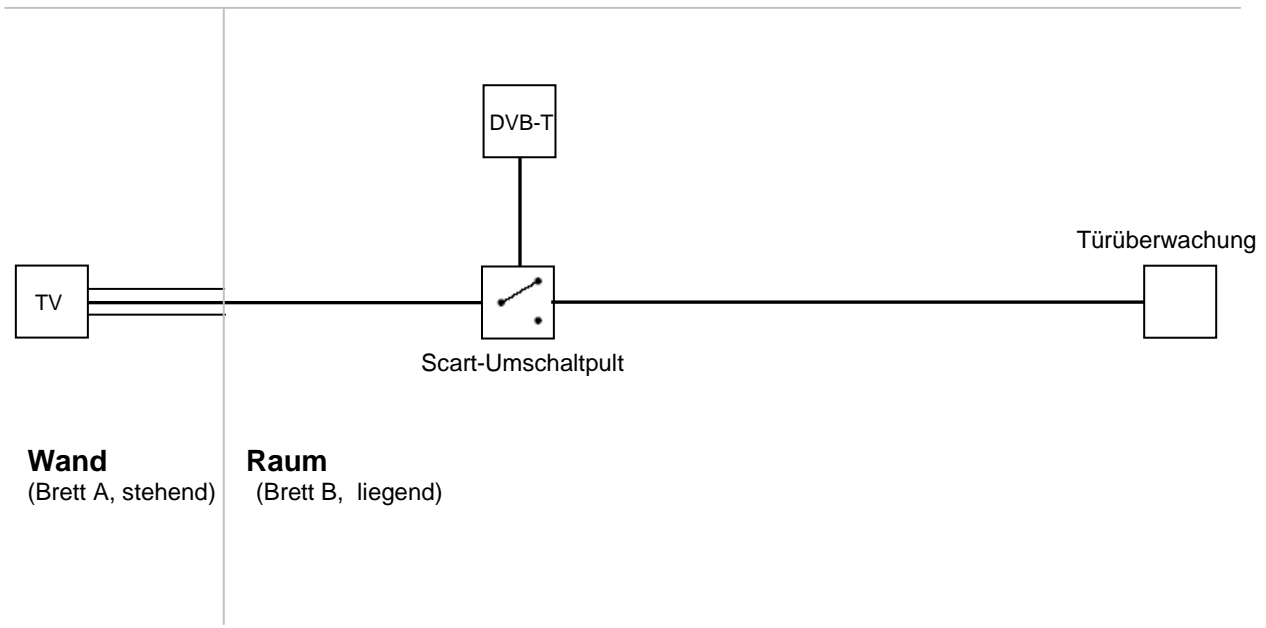 DVB-T
Türüberwachung
TV
Scart-Umschaltpult
Wand
(Brett A, stehend)
Raum
(Brett B, liegend)